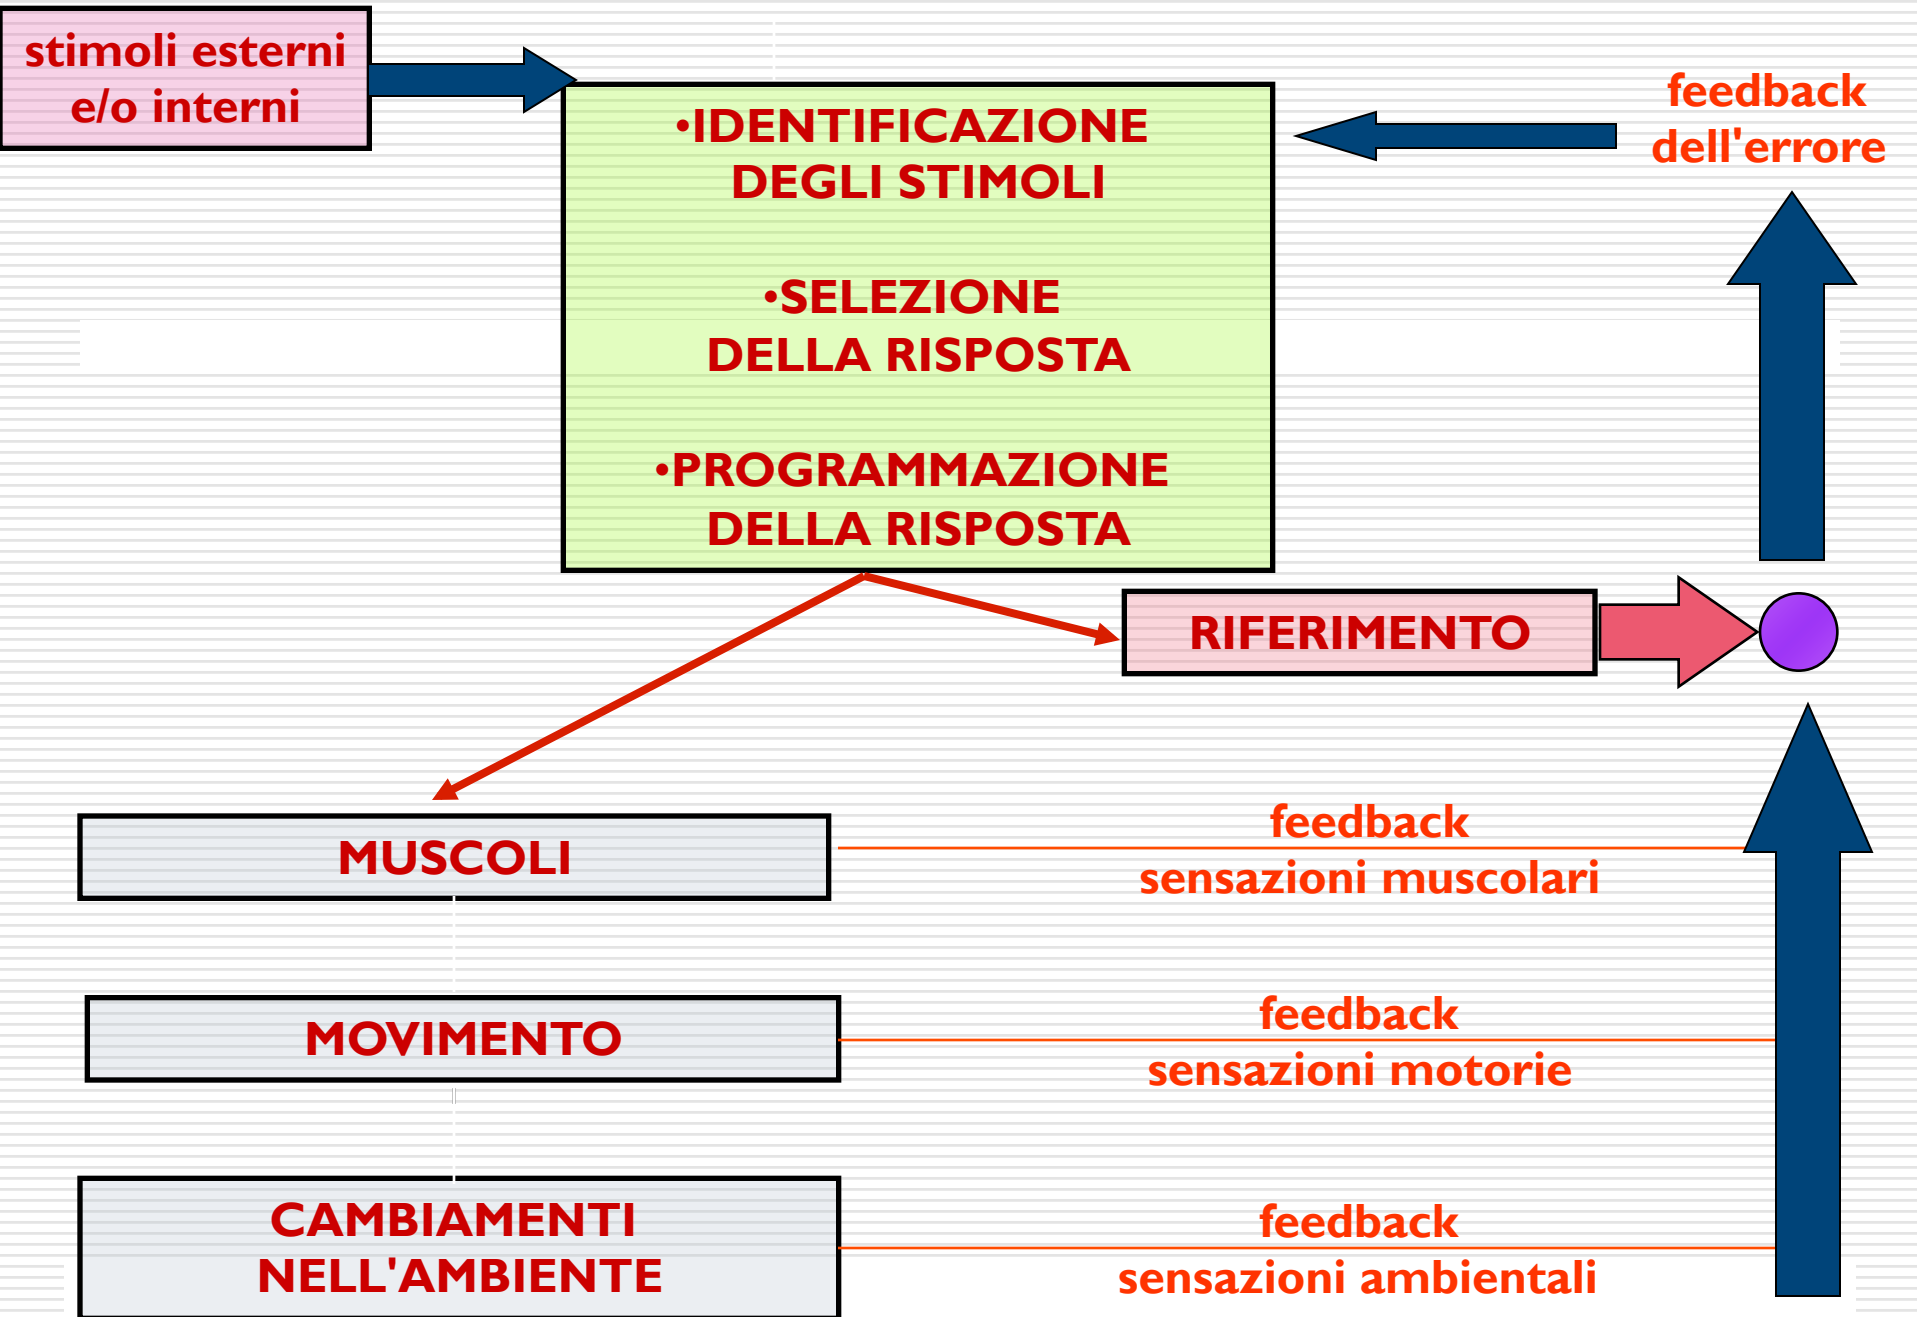 stimoli esterni
e/o interni
•IDENTIFICAZIONE
DEGLI STIMOLI
•SELEZIONE
DELLA RISPOSTA
•PROGRAMMAZIONE
DELLA RISPOSTA
feedback
dell'errore
RIFERIMENTO
MUSCOLI
feedback
sensazioni muscolari
MOVIMENTO
feedback
sensazioni motorie
CAMBIAMENTI
NELL'AMBIENTE
feedback
sensazioni ambientali